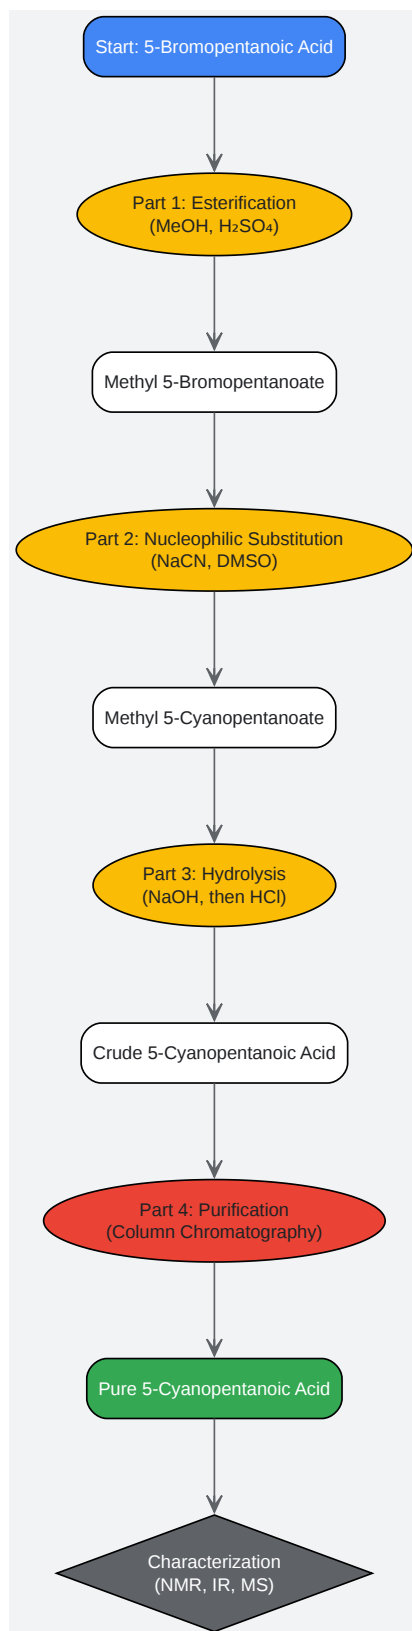 Start: 5-Bromopentanoic Acid
Part 1: Esterification
(MeOH, H₂SO₄)
Methyl 5-Bromopentanoate
Part 2: Nucleophilic Substitution
(NaCN, DMSO)
Methyl 5-Cyanopentanoate
Part 3: Hydrolysis
(NaOH, then HCl)
Crude 5-Cyanopentanoic Acid
Part 4: Purification
(Column Chromatography)
Pure 5-Cyanopentanoic Acid
Characterization
(NMR, IR, MS)